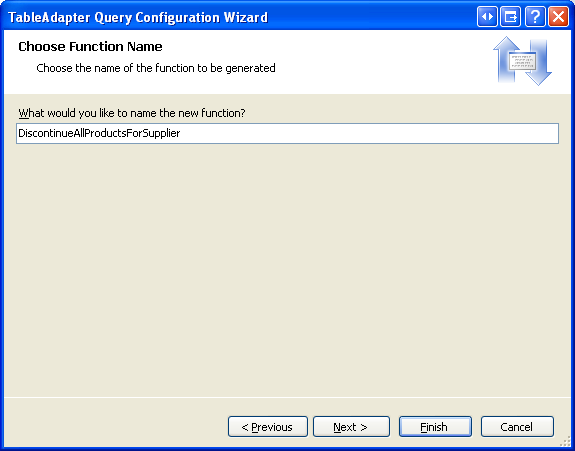 TableAdapter Query Configuration Wizard
Choose Function Name
Choose the name of the function to be generated
What would you like to name the new function?
DiscontinueAllProductsForSupplier
< Previous
Next >
Finish
Cancel